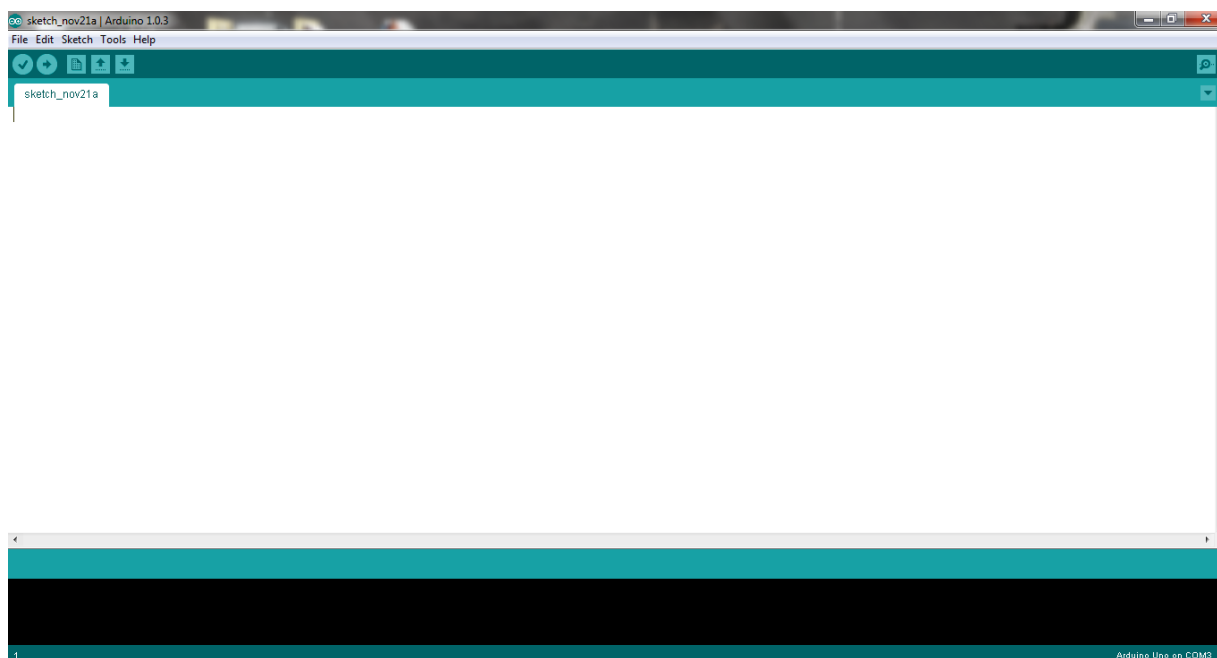 sketch_nov21a | Arduino 1.0.3
File Edit Sketch Tools Help
sketch_nov21a
1
Arduino Uno on COM3